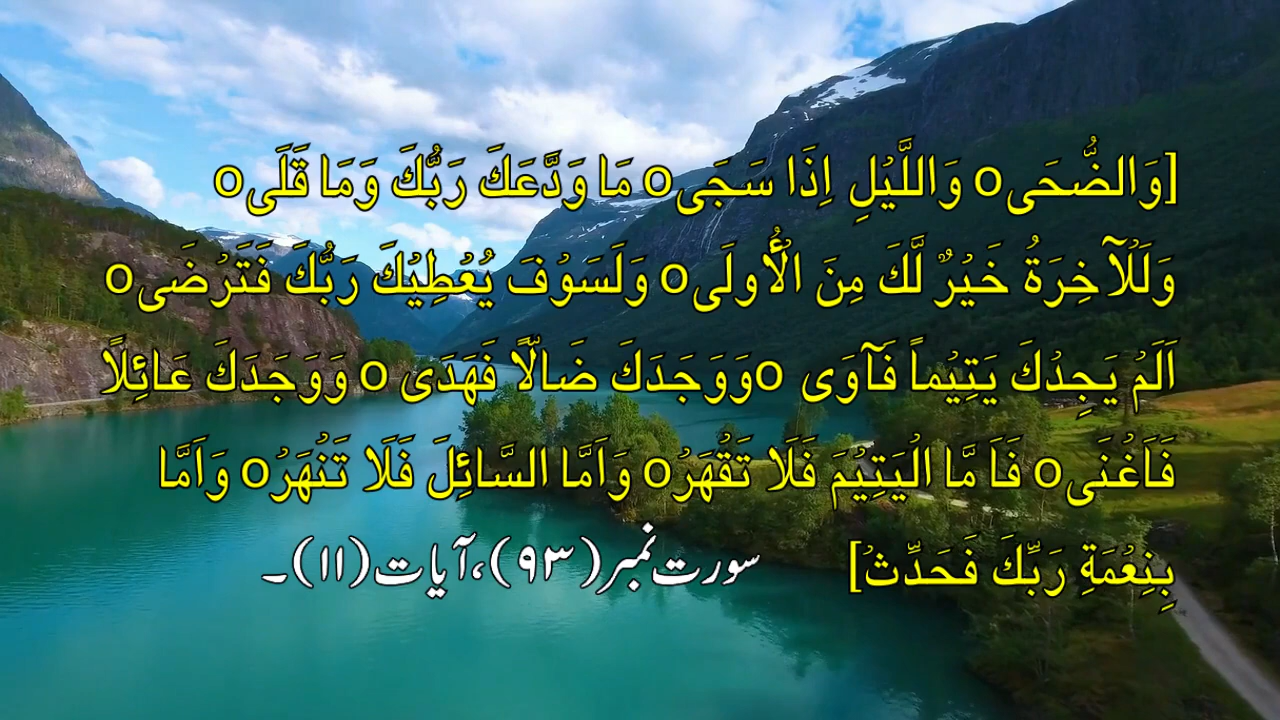 [وَالضُّحَىo وَاللَّيْلِ اِذَا سَجَىo مَا وَدَّعَكَ رَبُّكَ وَمَا قَلَىo
وَلَلْآخِرَةُ خَيْرٌ لَّكَ مِنَ الْأُولَىo وَلَسَوْفَ يُعْطِيْكَ رَبُّكَ فَتَرْضَىo
اَلَمْ يَجِدْكَ يَتِيْماً فَآوَى oوَوَجَدَكَ ضَالّاً فَهَدَى o وَوَجَدَكَ عَائِلاً
فَاَغْنَىo فَاَ مَّا الْيَتِيْمَ فَلَا تَقْهَرْo وَاَمَّا السَّائِلَ فَلَا تَنْهَرْo وَاَمَّا
بِنِعْمَةِ رَبِّكَ فَحَدِّثْ] سورت نمبر(۹۳)،آیات(۱۱)۔